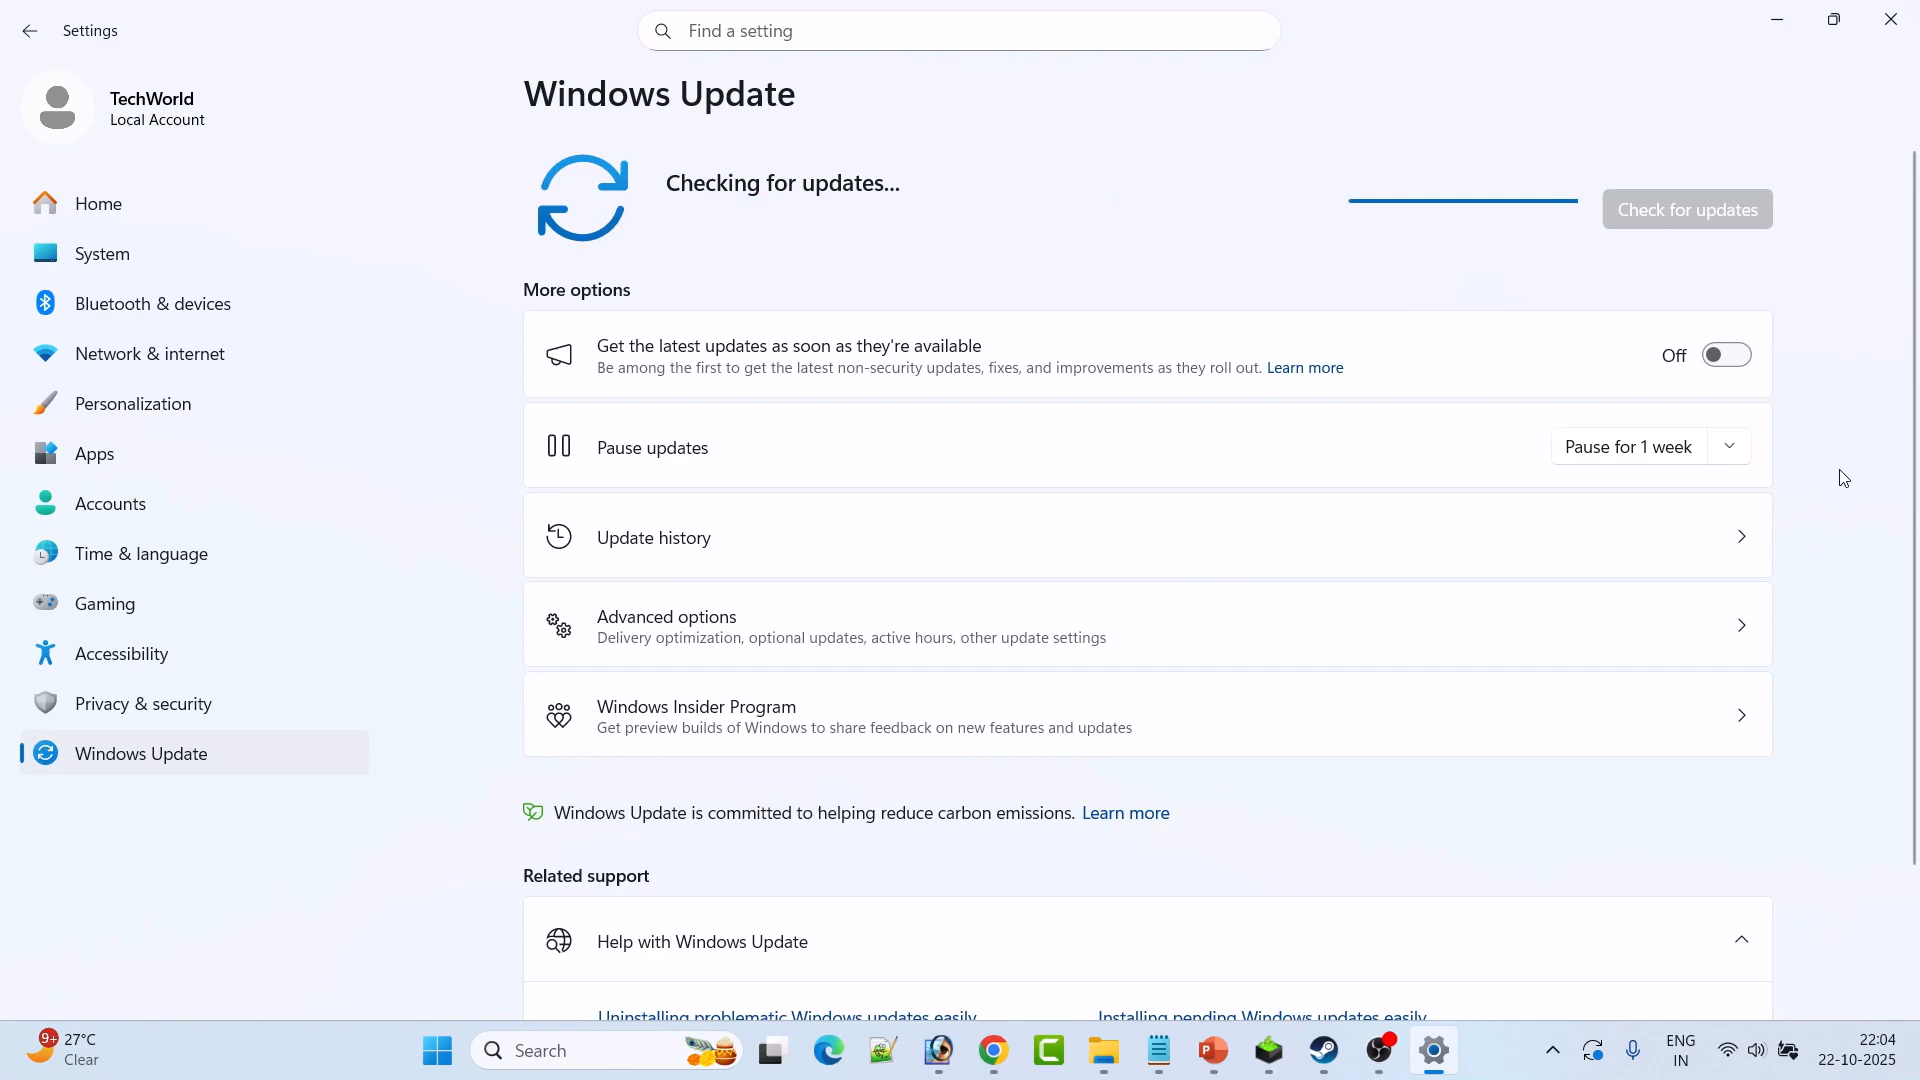 Settings
Find a setting
TechWorld
Local Account
Home
System
Bluetooth & devices
Network & internet
Personalization
Apps
Accounts
Time & language
Gaming
Accessibility
Privacy & security
Windows Update
Windows Update
Checking for updates...
Check for updates
More options
Get the latest updates as soon as they're available
Be among the first to get the latest non-security updates, fixes, and improvements as they roll out. Learn more
Off
Pause updates
Pause for 1 week
Update history
Advanced options
Delivery optimization, optional updates, active hours, other update settings
Windows Insider Program
Get preview builds of Windows to share feedback on new features and updates
Windows Update is committed to helping reduce carbon emissions. Learn more
Related support
Help with Windows Update
Uninstalling problematic Windows updates easily
Installing pending Windows updates easily
9+
27°C
Clear
Search
ENG
IN
22:04
22-10-2025